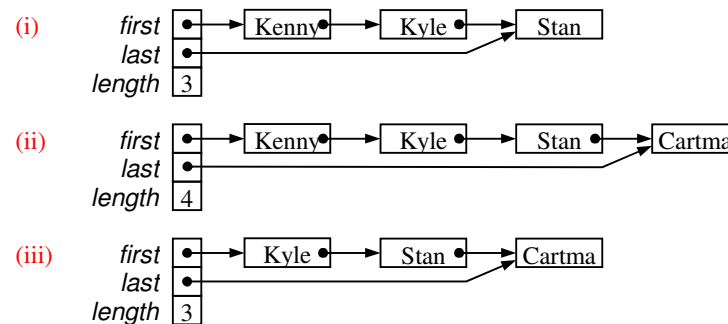 (i) first Kenny Kyle Stan
last
length 3
(ii) first Kenny Kyle Stan Cartma
last
length 4
(iii) first Kyle Stan Cartma
last
length 3